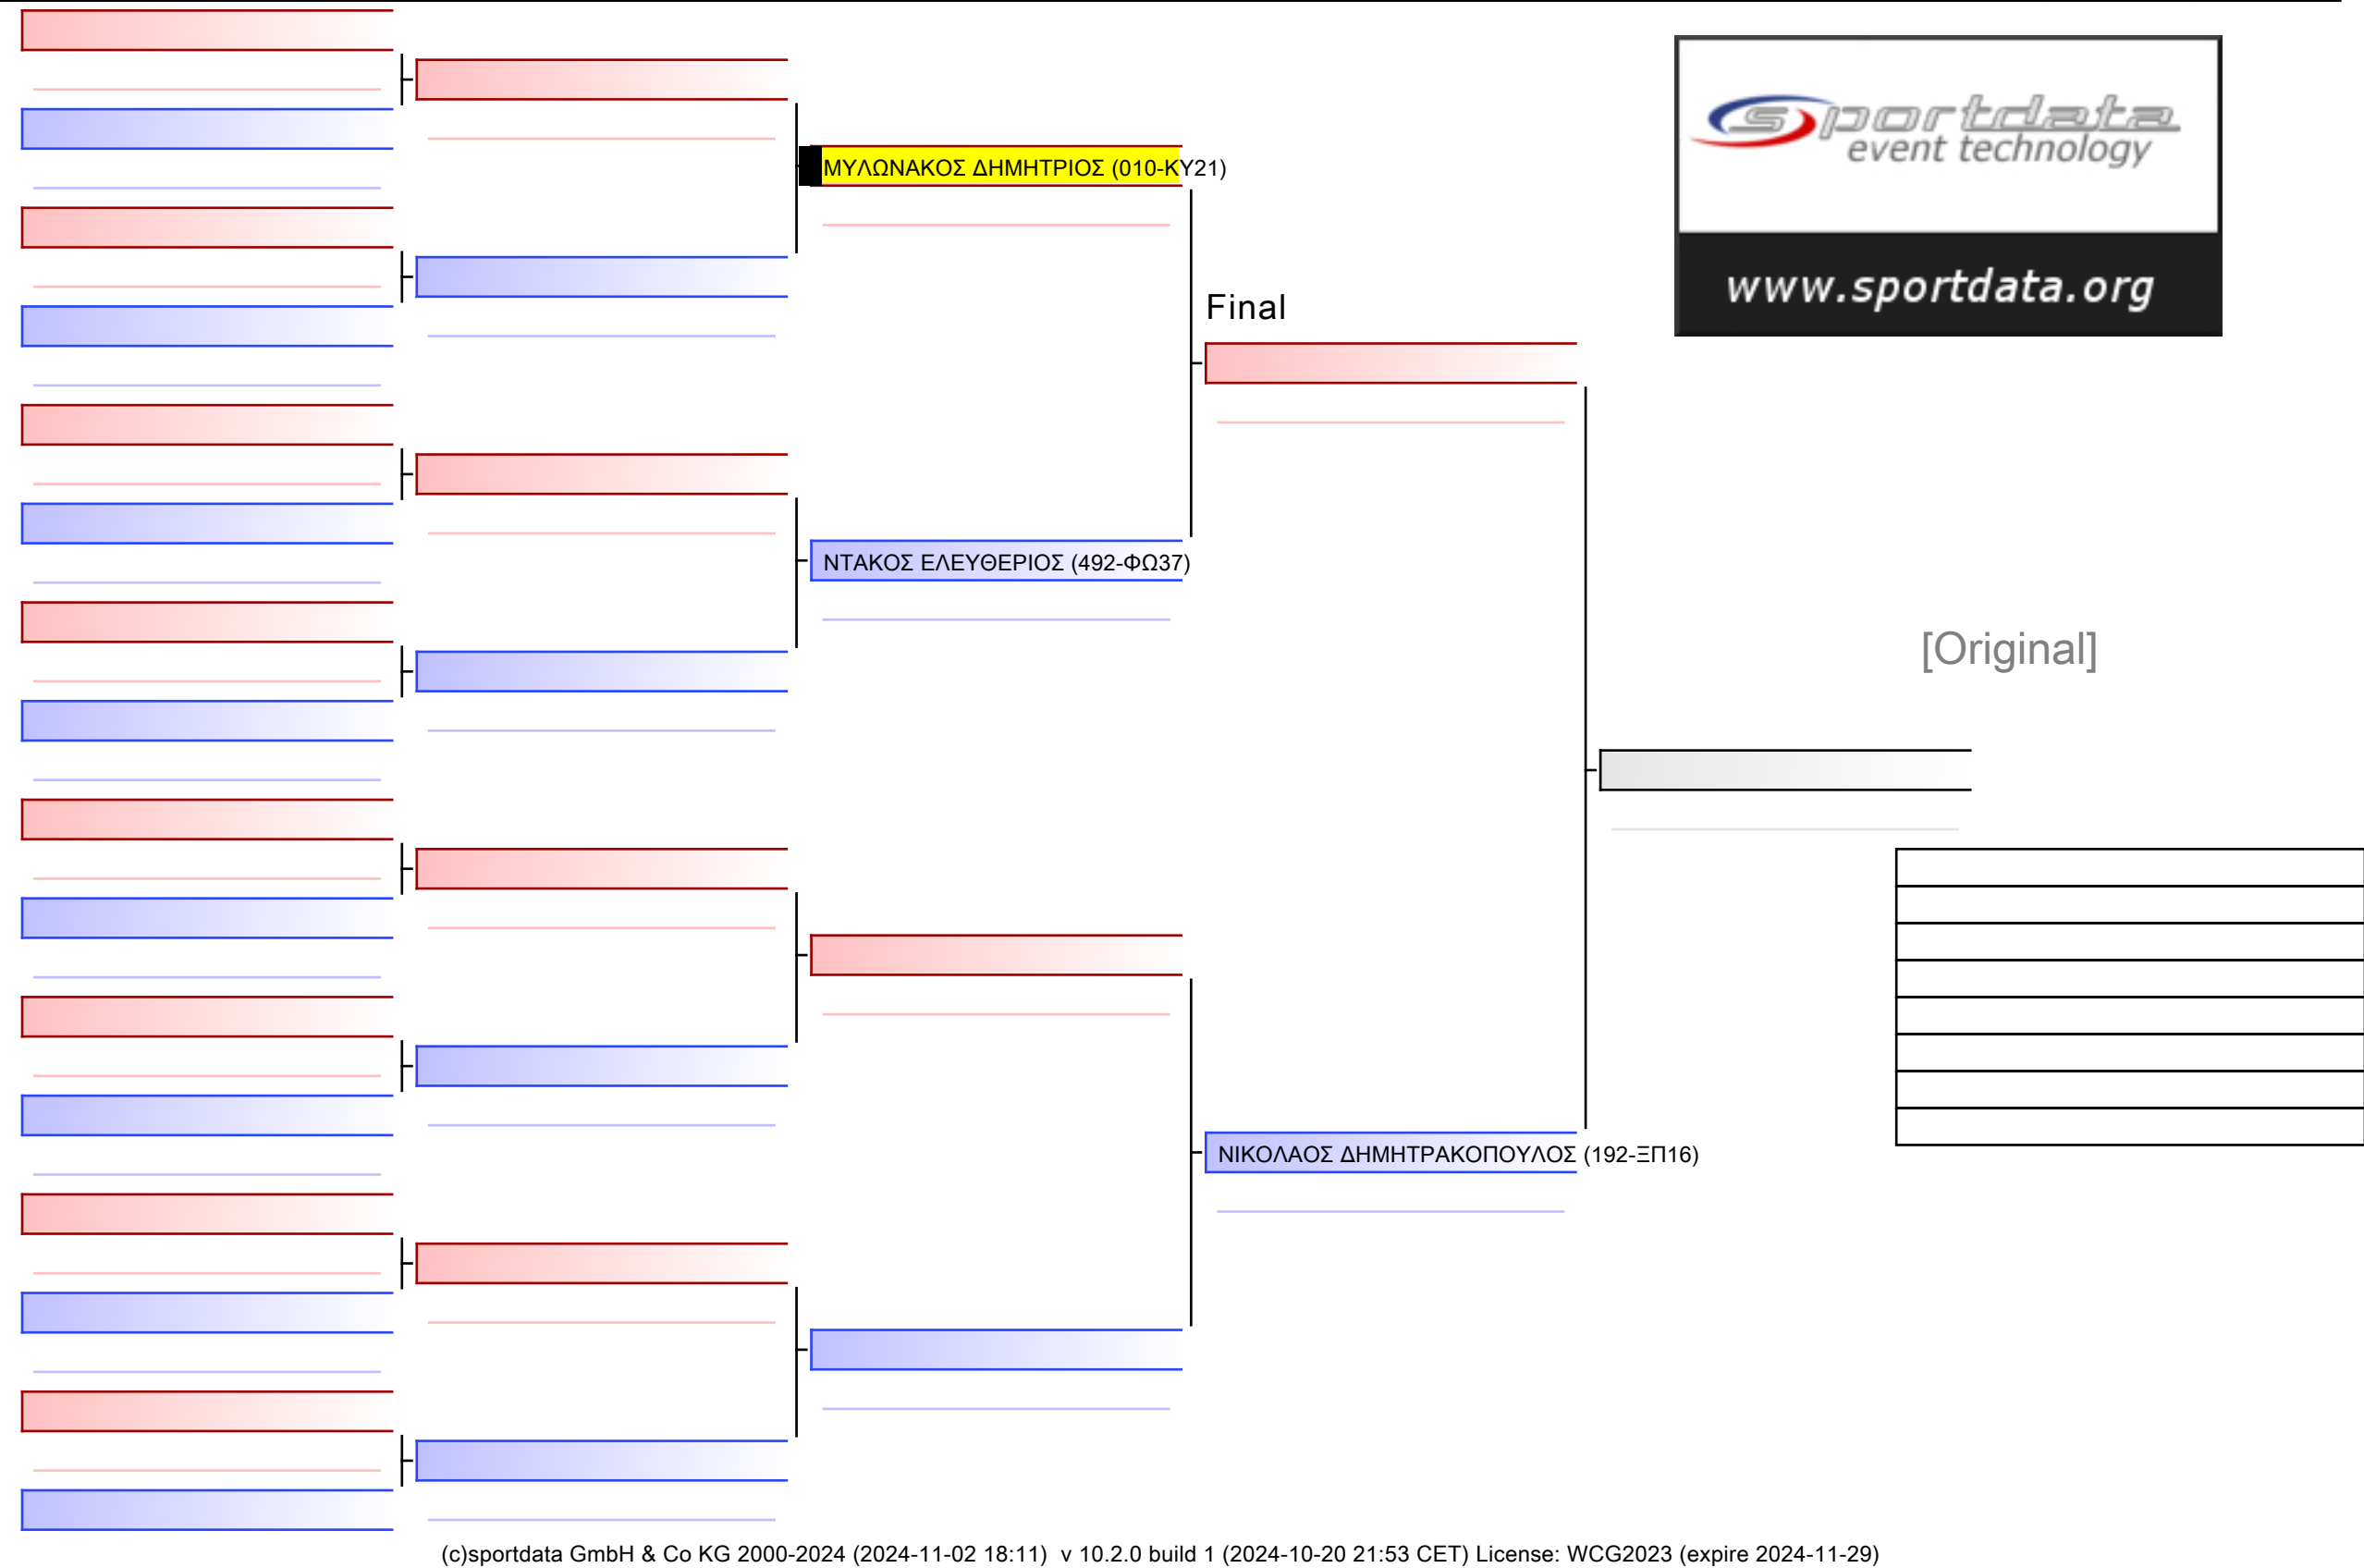 sportdata
event technology
www.sportdata.org
ΜΥΛΩΝΑΚΟΣ ΔΗΜΗΤΡΙΟΣ (010-ΚΥ21)
Final
ΝΤΑΚΟΣ ΕΛΕΥΘΕΡΙΟΣ (492-ΦΩ37)
[Original]
ΝΙΚΟΛΑΟΣ ΔΗΜΗΤΡΑΚΟΠΟΥΛΟΣ (192-ΞΠ16)
(c)sportdata GmbH & Co KG 2000-2024 (2024-11-02 18:11) v 10.2.0 build 1 (2024-10-20 21:53 CET) License: WCG2023 (expire 2024-11-29)